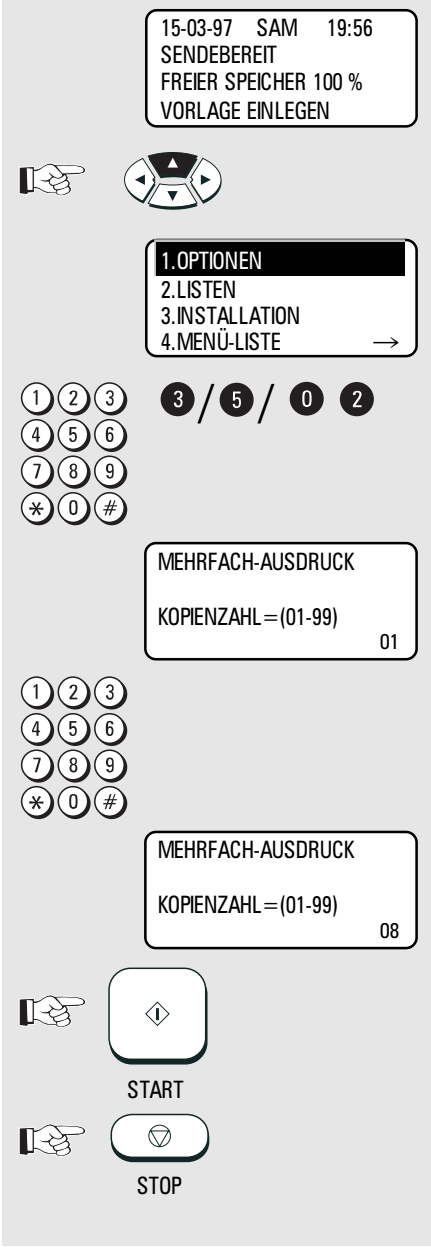 15-03-97 SAM 19:56
SENDEBEREIT
FREIER SPEICHER 100 %
VORLAGE EINLEGEN
1.OPTIONEN
2.LISTEN
3.INSTALLATION
4.MENÜ-LISTE →
1 2 3 3 / 5 / 0 2
4 5 6
7 8 9
* 0 #
MEHRFACH-AUSDRUCK
KOPIENZAHL=(01-99)
01
1 2 3
4 5 6
7 8 9
* 0 #
MEHRFACH-AUSDRUCK
KOPIENZAHL=(01-99)
08
START
STOP